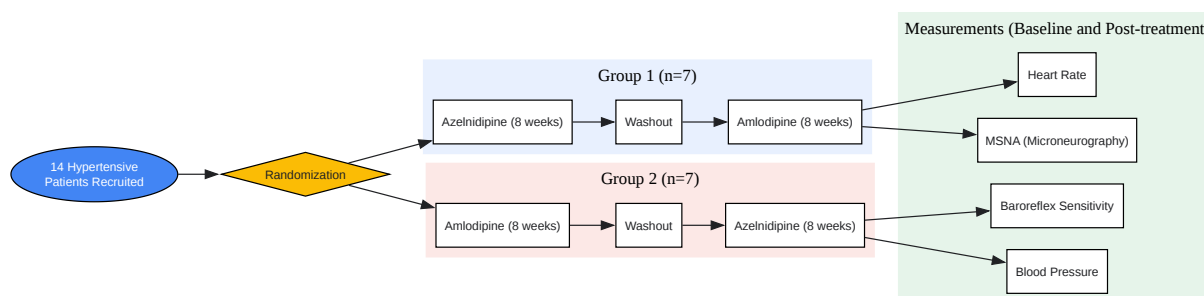 Measurements (Baseline and Post-treatment
Group 1 (n=7)
Heart Rate
Azelnidipine (8 weeks)
Washout
Amlodipine (8 weeks)
MSNA (Microneurography)
14 Hypertensive
Patients Recruited
Randomization
Group 2 (n=7)
Amlodipine (8 weeks)
Washout
Azelnidipine (8 weeks)
Baroreflex Sensitivity
Blood Pressure